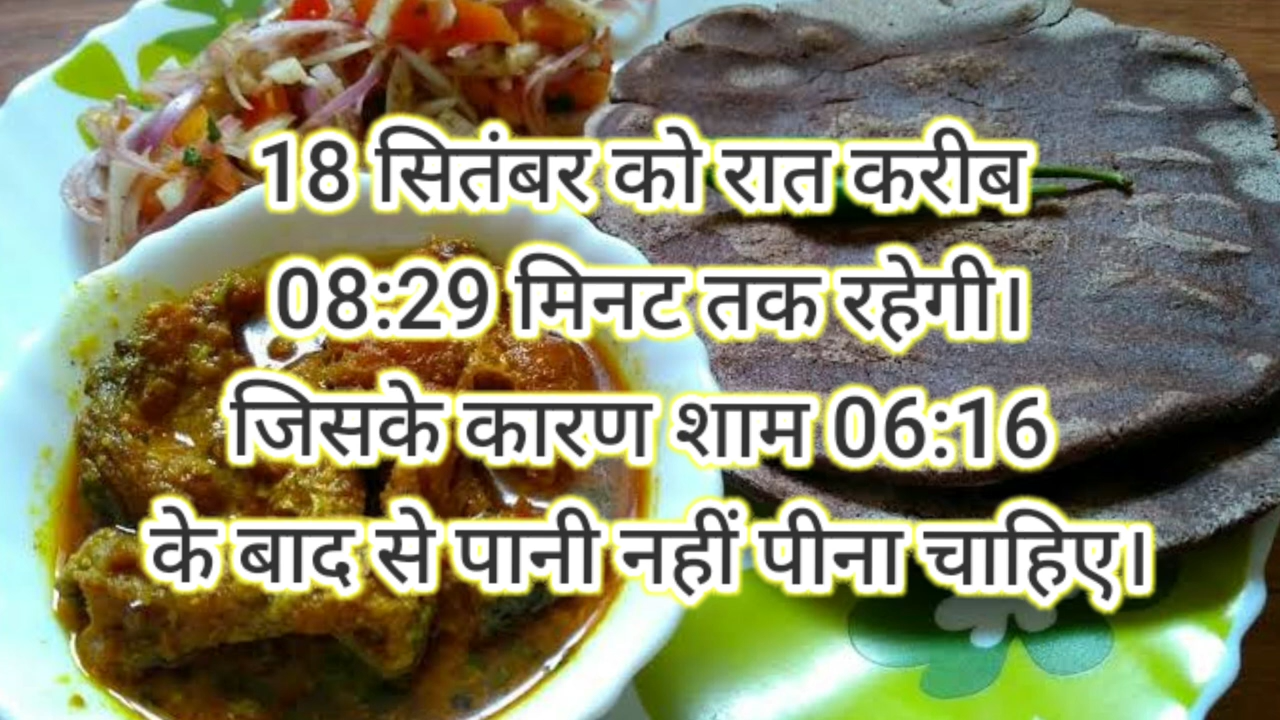 18 सितंबर को रात करीब
08:29 मिनट तक रहेगी।
जिसके कारण शाम 06:16
के बाद से पानी नहीं पीना चाहिए।